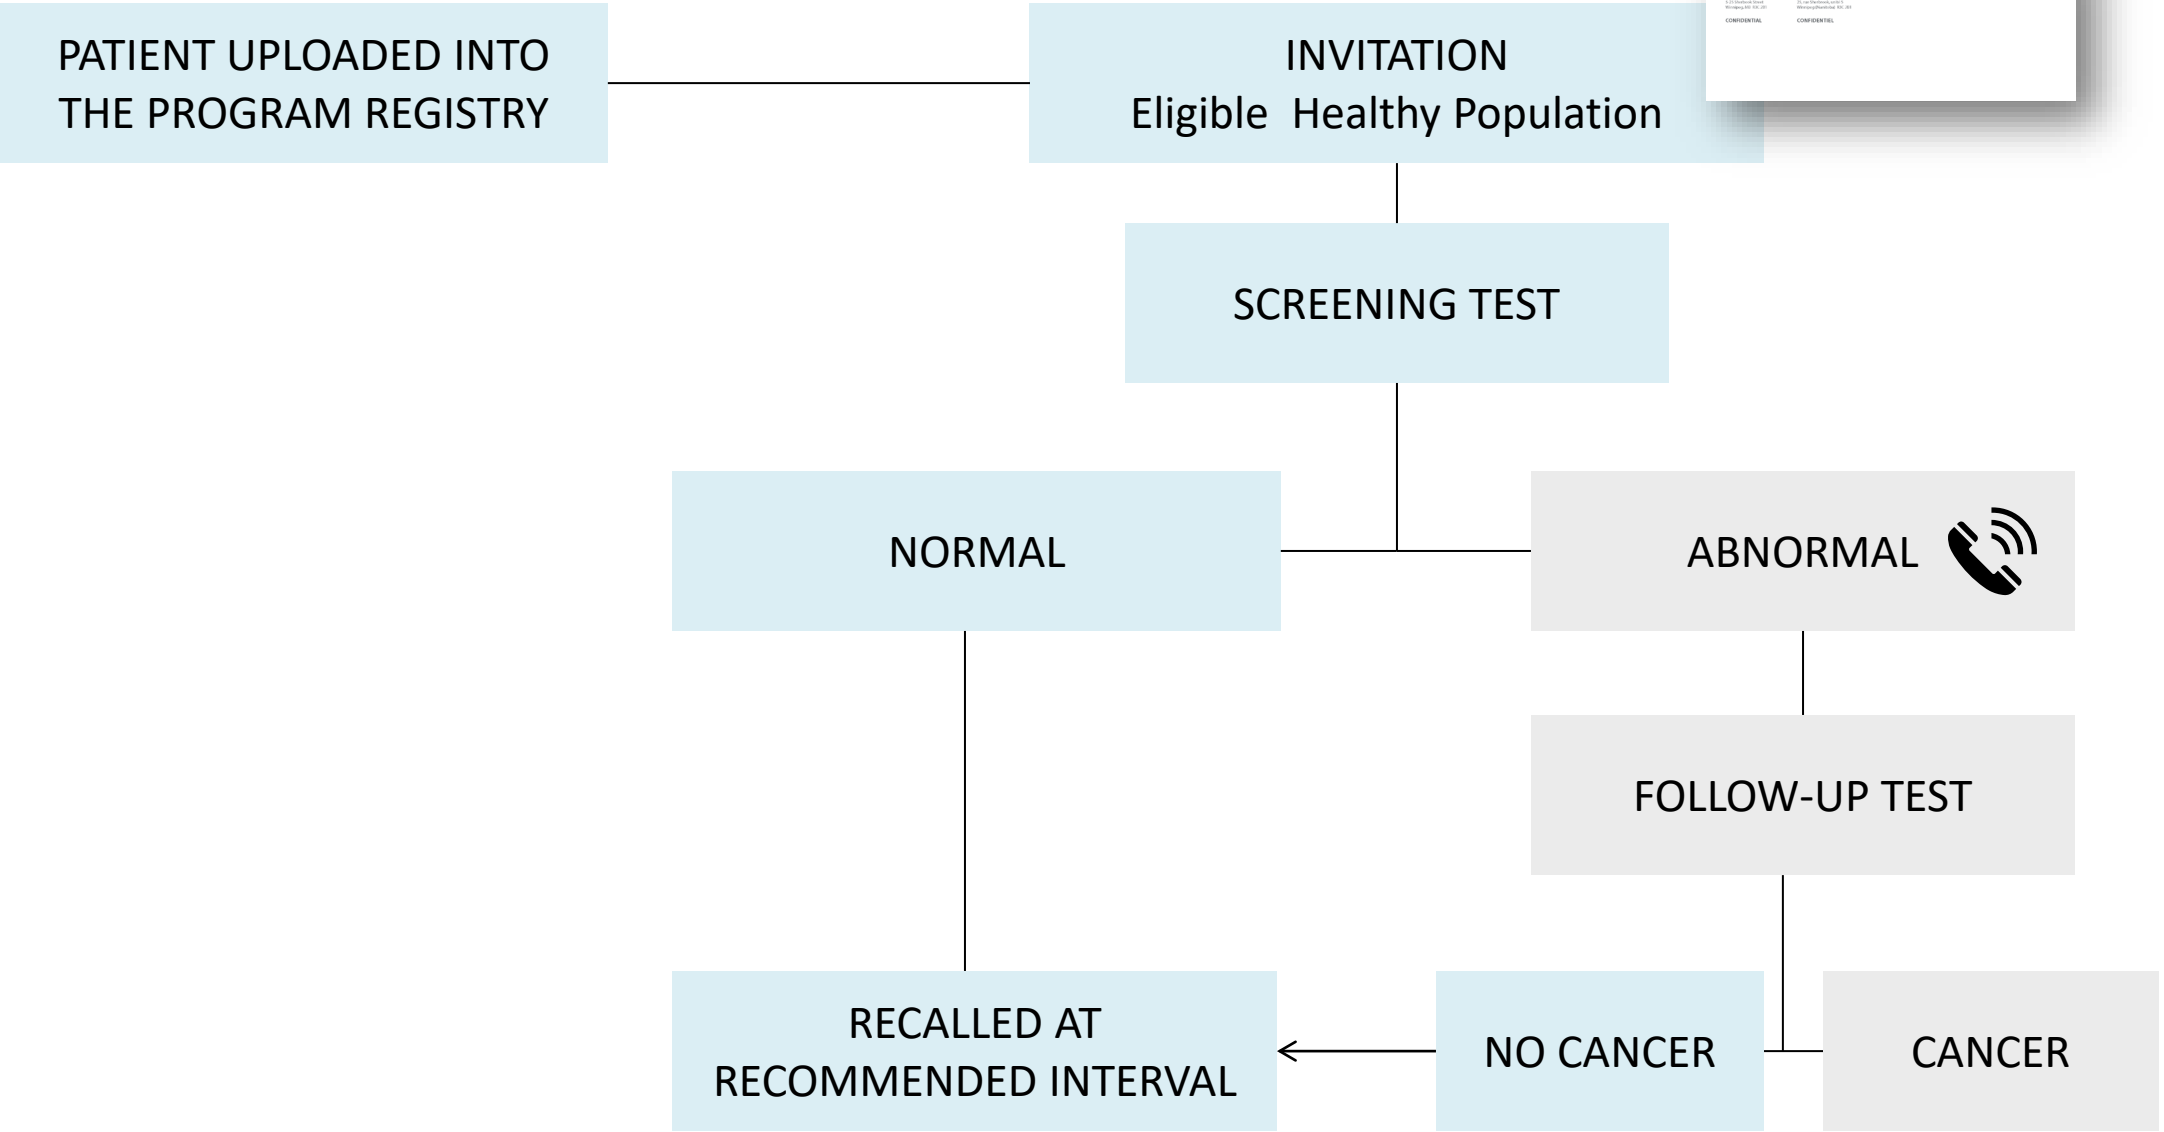 PATIENT UPLOADED INTO
THE PROGRAM REGISTRY
INVITATION
Eligible Healthy Population
CONFIDENTIAL
CONFIDENTIEL
SCREENING TEST
NORMAL
ABNORMAL
FOLLOW-UP TEST
RECALLED AT
RECOMMENDED INTERVAL
NO CANCER
CANCER